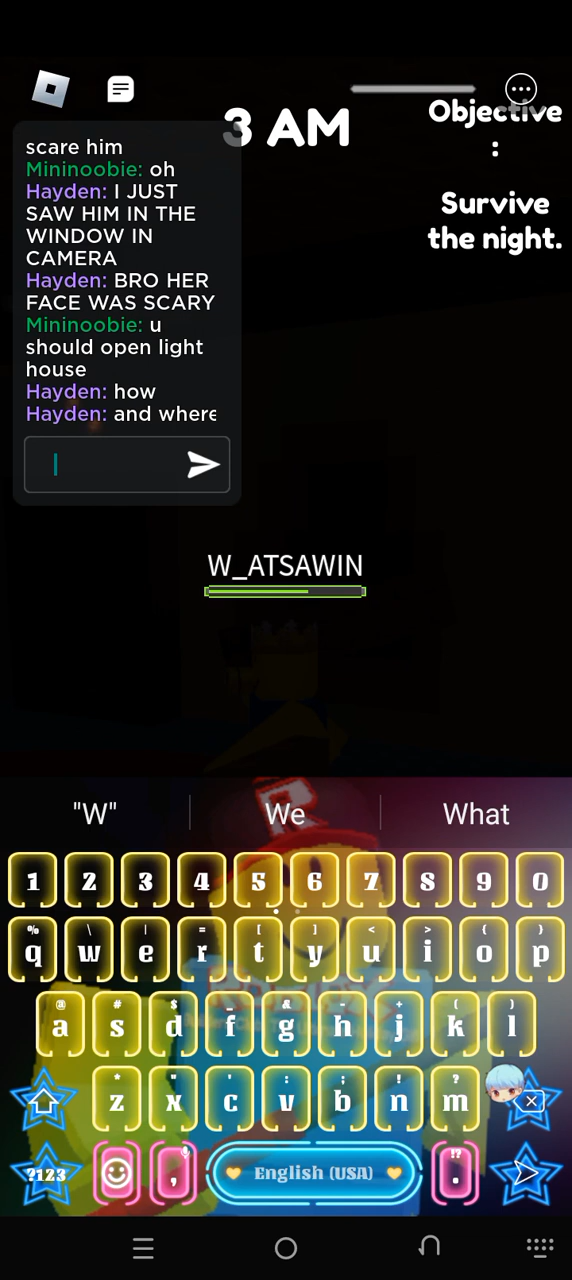 3 AM
Objective
:
Survive
the night.
scare him
Mininoobie: oh
Hayden: I JUST
SAW HIM IN THE
WINDOW IN
CAMERA
Hayden: BRO HER
FACE WAS SCARY
Mininoobie: u
should open light
house
Hayden: how
Hayden: and where
W_ATSAWIN
"W" We What
1 2 3 4 5 6 7 8 9 0
% \ | = [ ] < > { }
q w e r t y u i o p
@ # $ _ & - + ( )
a s d f g h j k l
* " ' : ; ! ?
z x c v b n m
!?
?123 , English (USA) .